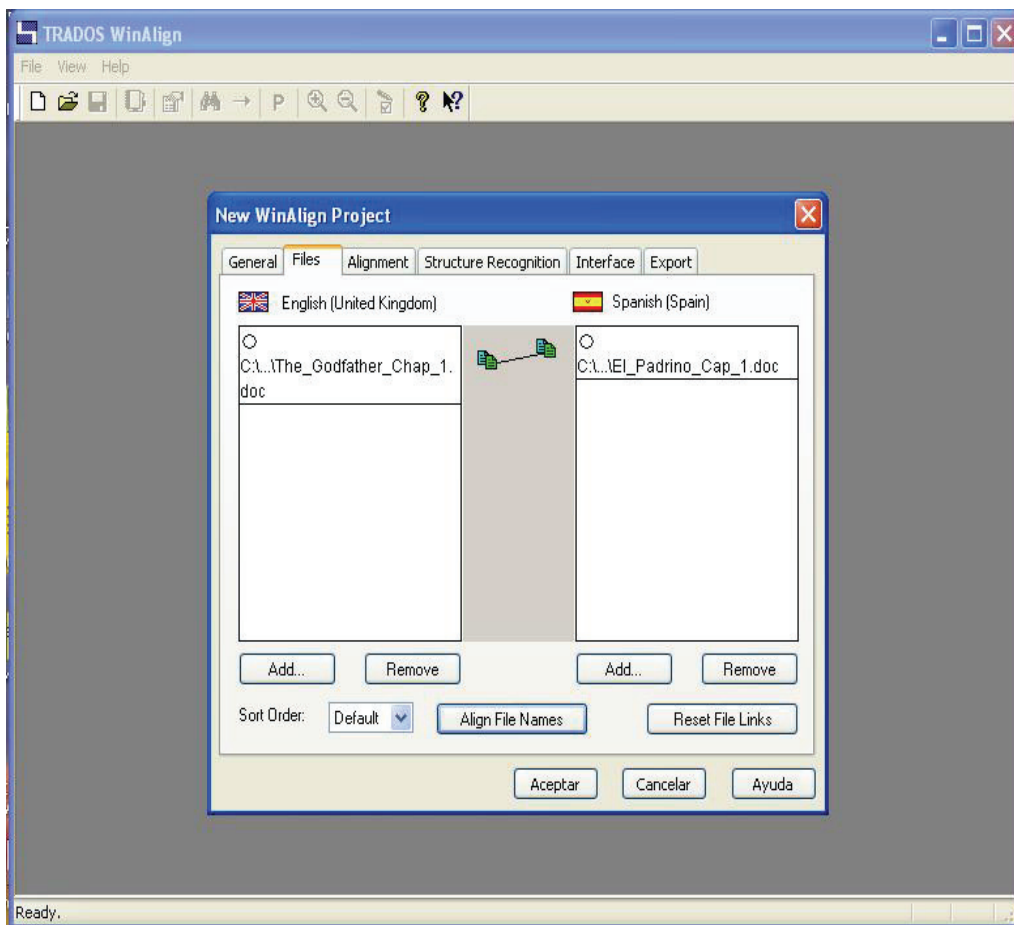 TRADOS WinAlign
File View Help
P
New WinAlign Project
General Files Alignment Structure Recognition Interface Export
English (United Kingdom) Spanish (Spain)
C:\...\The_Godfather_Chap_1.
doc
C:\...\El_Padrino_Cap_1.doc
Add... Remove Add... Remove
Sort Order: Default Align File Names Reset File Links
Aceptar Cancelar Ayuda
Ready.